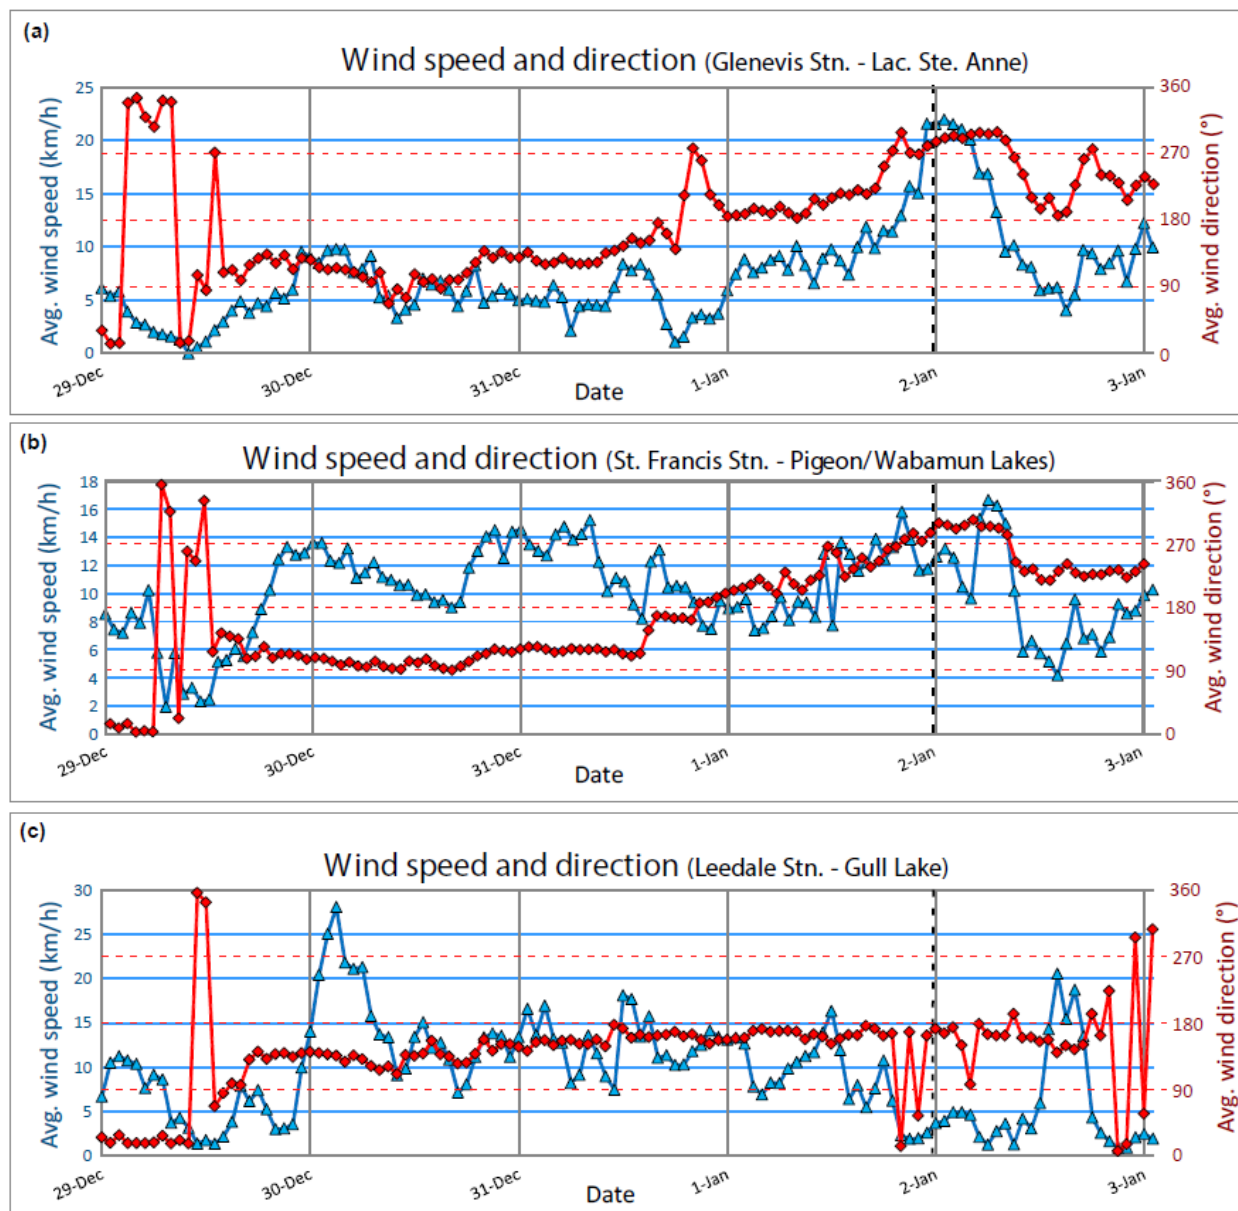 (a)
Wind speed and direction (Glenevis Stn. - Lac. Ste. Anne)
Avg. wind speed (km/h)
25
20
15
10
5
0
360
270
180
90
0
Avg. wind direction (°)
29-Dec
30-Dec
31-Dec
1-Jan
2-Jan
3-Jan
Date
(b)
Wind speed and direction (St. Francis Stn. - Pigeon/Wabamun Lakes)
Avg. wind speed (km/h)
18
16
14
12
10
8
6
4
2
0
360
270
180
90
0
Avg. wind direction (°)
29-Dec
30-Dec
31-Dec
1-Jan
2-Jan
3-Jan
Date
(c)
Wind speed and direction (Leedale Stn. - Gull Lake)
Avg. wind speed (km/h)
30
25
20
15
10
5
0
360
270
180
90
0
Avg. wind direction (°)
29-Dec
30-Dec
31-Dec
1-Jan
2-Jan
3-Jan
Date